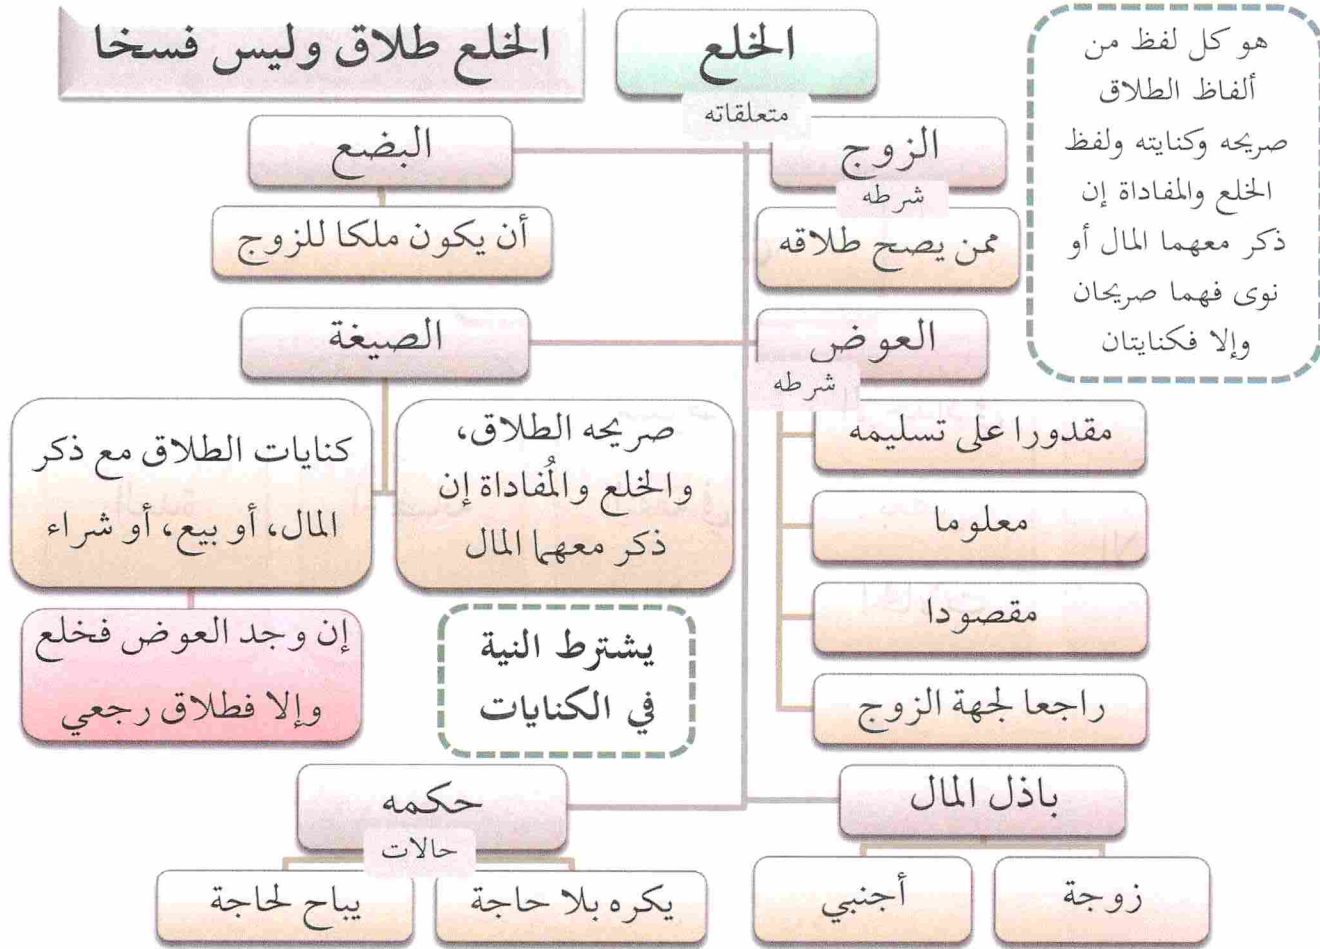 الخلع
الخلع طلاق وليس فسخا
هو كل لفظ من
ألفاظ الطلاق
صريحه وكنايته ولفظ
الخلع والمفاداة إن
ذكر معهما المال أو
نوى فهما صريحان
وإلا فكنايتان
متعلقاته
الزوج
شرطه
ممن يصح طلاقه
البضع
أن يكون ملكا للزوج
العوض
شرطه
مقدورا على تسليمه
معلوما
مقصودا
راجعا لجهة الزوج
الصيغة
صريحه الطلاق،
والخلع والمُفاداة إن
ذكر معهما المال
كنايات الطلاق مع ذكر
المال، أو بيع، أو شراء
إن وجد العوض فخلع
وإلا فطلاق رجعي
يشترط النية
في الكنايات
باذل المال
زوجة
أجنبي
حكمه
حالات
يكره بلا حاجة
يباح لحاجة